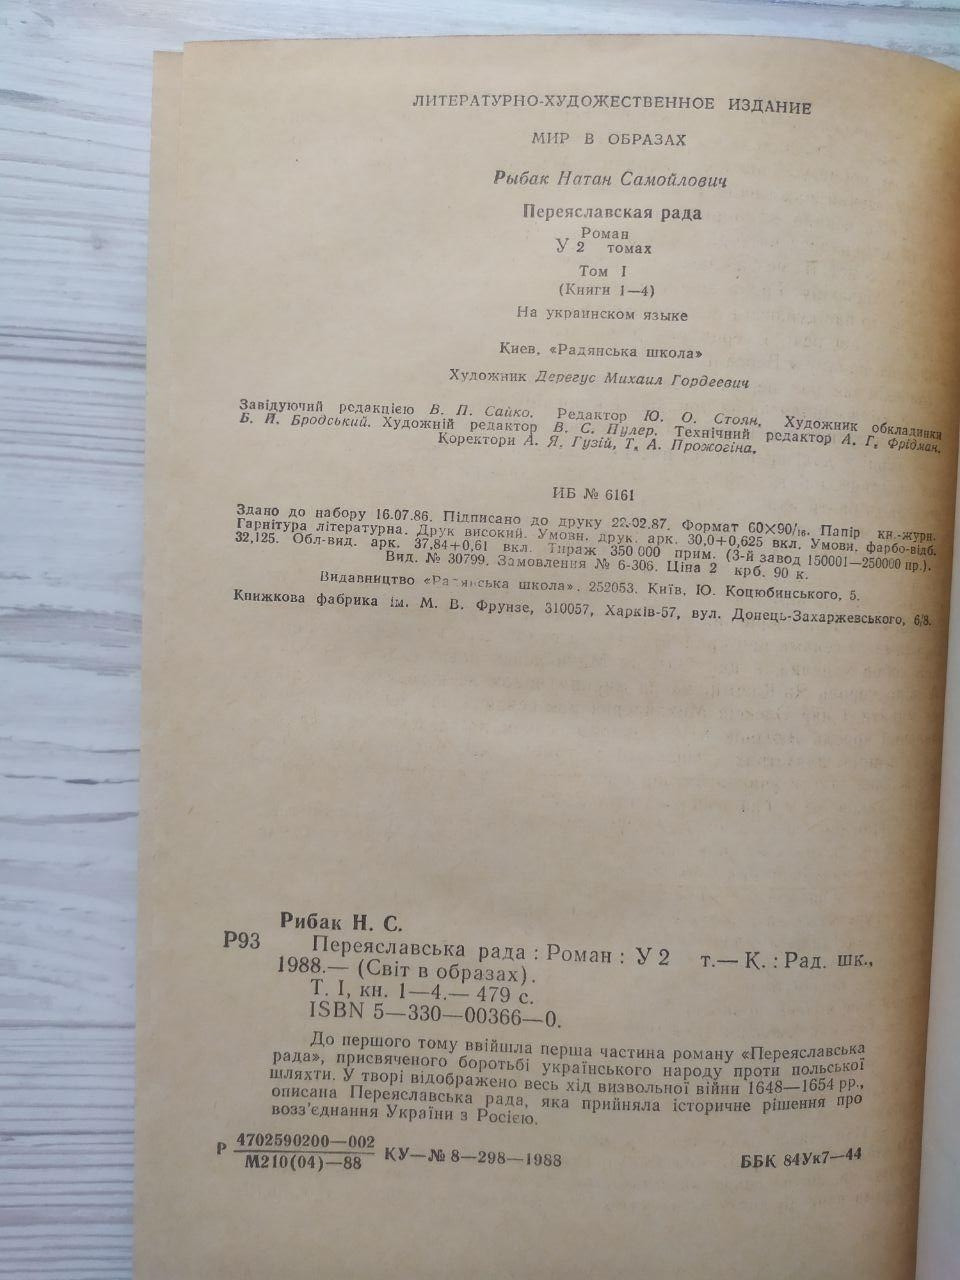 ЛИТЕРАТУРНО-ХУДОЖЕСТВЕННОЕ ИЗДАНИЕ
МИР В ОБРАЗАХ
Рыбак Натан Самойлович
Переяславская рада
Роман
У 2 томах
Том I
(Книги 1—4)
На украинском языке
Киев, «Радянська школа»
Художник Дерегус Михаил Гордеевич
Завідуючий редакцією В. П. Сайко. Редактор Ю. О. Стоян. Художник обкладинки
Б. Й. Бродський. Художній редактор В. С. Пулер. Технічний редактор А. Г. Фрідман.
Коректори А. Я. Гузій, Т. А. Прожогіна.
ИБ № 6161
Здано до набору 16.07.86. Підписано до друку 22.02.87. Формат 60×90/16. Папір кн.-журн.
Гарнітура літературна. Друк високий. Умовн. друк. арк. 30,0+0,625 вкл. Умовн. фарбо-відб.
32,125. Обл-вид. арк. 37,84+0,61 вкл. Тираж 350 000 прим. (3-й завод 150001—250000 пр.).
Вид. № 30799. Замовлення № 6-306. Ціна 2 крб. 90 к.
Видавництво «Радянська школа». 252053. Київ, Ю. Коцюбинського, 5.
Книжкова фабрика ім. М. В. Фрунзе, 310057, Харків-57, вул. Донець-Захаржевського, 6/8.
Рибак Н. С.
Р93 Переяславська рада : Роман : У 2 т.— К. : Рад. шк.,
1988.— (Світ в образах).
Т. I, кн. 1—4.— 479 с.
ISBN 5—330—00366—0.
До першого тому ввійшла перша частина роману «Переяславська
рада», присвяченого боротьбі українського народу проти польської
шляхти. У творі відображено весь хід визвольної війни 1648—1654 рр.,
описана Переяславська рада, яка прийняла історичне рішення про
возз'єднання України з Росією.
Р 4702590200—002
М210(04)—88 КУ—№ 8—298—1988 ББК 84Ук7—44